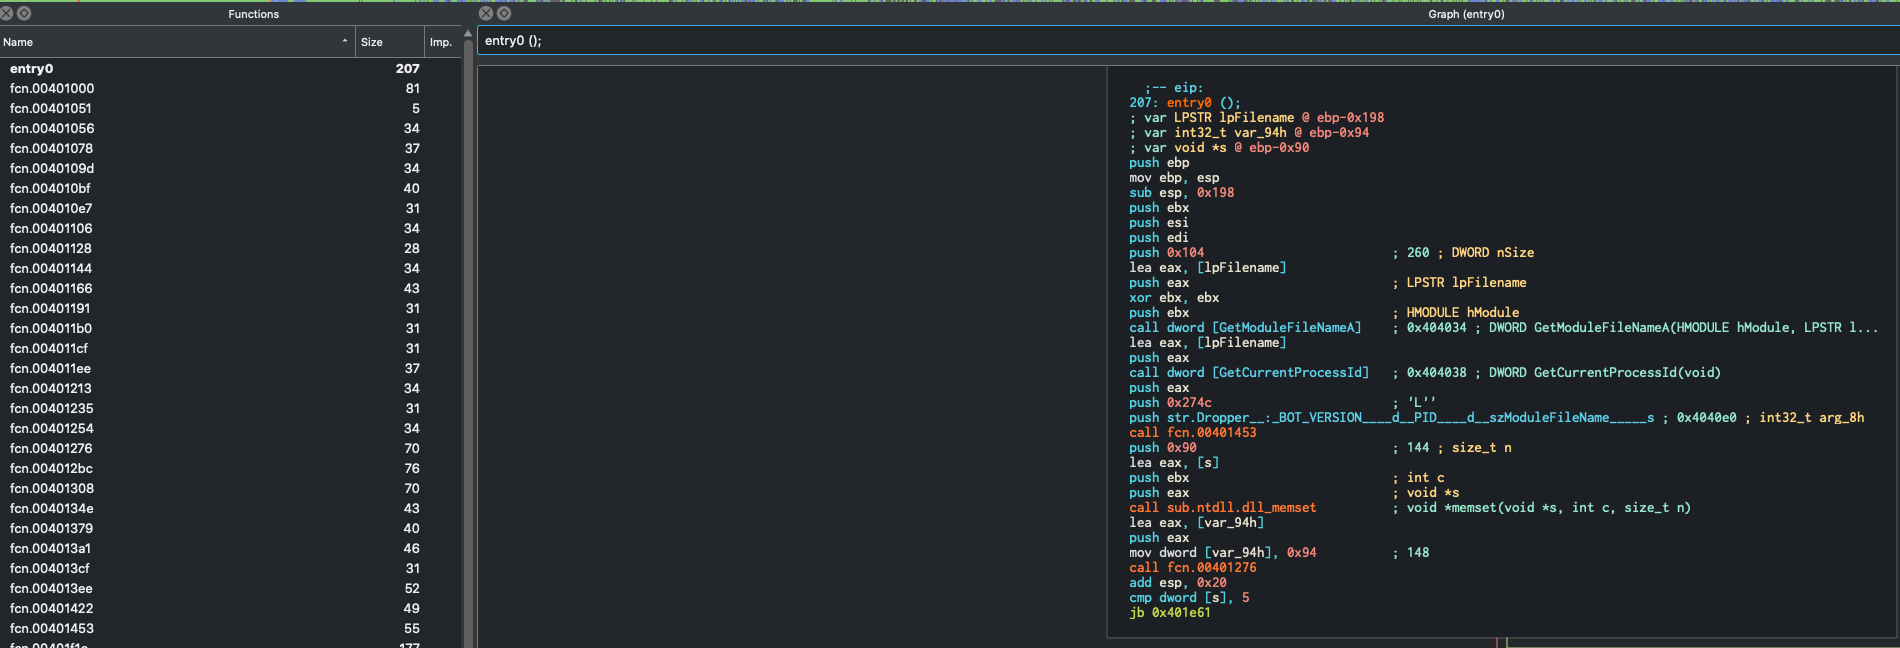 Functions
Name Size Imp.
entry0 207
fcn.00401000 81
fcn.00401051 5
fcn.00401056 34
fcn.00401078 37
fcn.0040109d 34
fcn.004010bf 40
fcn.004010e7 31
fcn.00401106 34
fcn.00401128 28
fcn.00401144 34
fcn.00401166 43
fcn.00401191 31
fcn.004011b0 31
fcn.004011cf 31
fcn.004011ee 37
fcn.00401213 34
fcn.00401235 31
fcn.00401254 34
fcn.00401276 70
fcn.004012bc 76
fcn.00401308 70
fcn.0040134e 43
fcn.00401379 40
fcn.004013a1 46
fcn.004013cf 31
fcn.004013ee 52
fcn.00401422 49
fcn.00401453 55
Graph (entry0)
entry0 ();
;-- eip:
207: entry0 ();
; var LPSTR lpFilename @ ebp-0x198
; var int32_t var_94h @ ebp-0x94
; var void *s @ ebp-0x90
push ebp
mov ebp, esp
sub esp, 0x198
push ebx
push esi
push edi
push 0x104 ; 260 ; DWORD nSize
lea eax, [lpFilename]
push eax ; LPSTR lpFilename
xor ebx, ebx
push ebx ; HMODULE hModule
call dword [GetModuleFileNameA] ; 0x404034 ; DWORD GetModuleFileNameA(HMODULE hModule, LPSTR l...
lea eax, [lpFilename]
push eax
call dword [GetCurrentProcessId] ; 0x404038 ; DWORD GetCurrentProcessId(void)
push eax
push 0x274c ; 'L''
push str.Dropper__:_BOT_VERSION____d__PID____d__szModuleFileName_____s ; 0x4040e0 ; int32_t arg_8h
call fcn.00401453
push 0x90 ; 144 ; size_t n
lea eax, [s]
push ebx ; int c
push eax ; void *s
call sub.ntdll.dll_memset ; void *memset(void *s, int c, size_t n)
lea eax, [var_94h]
push eax
mov dword [var_94h], 0x94 ; 148
call fcn.00401276
add esp, 0x20
cmp dword [s], 5
jb 0x401e61